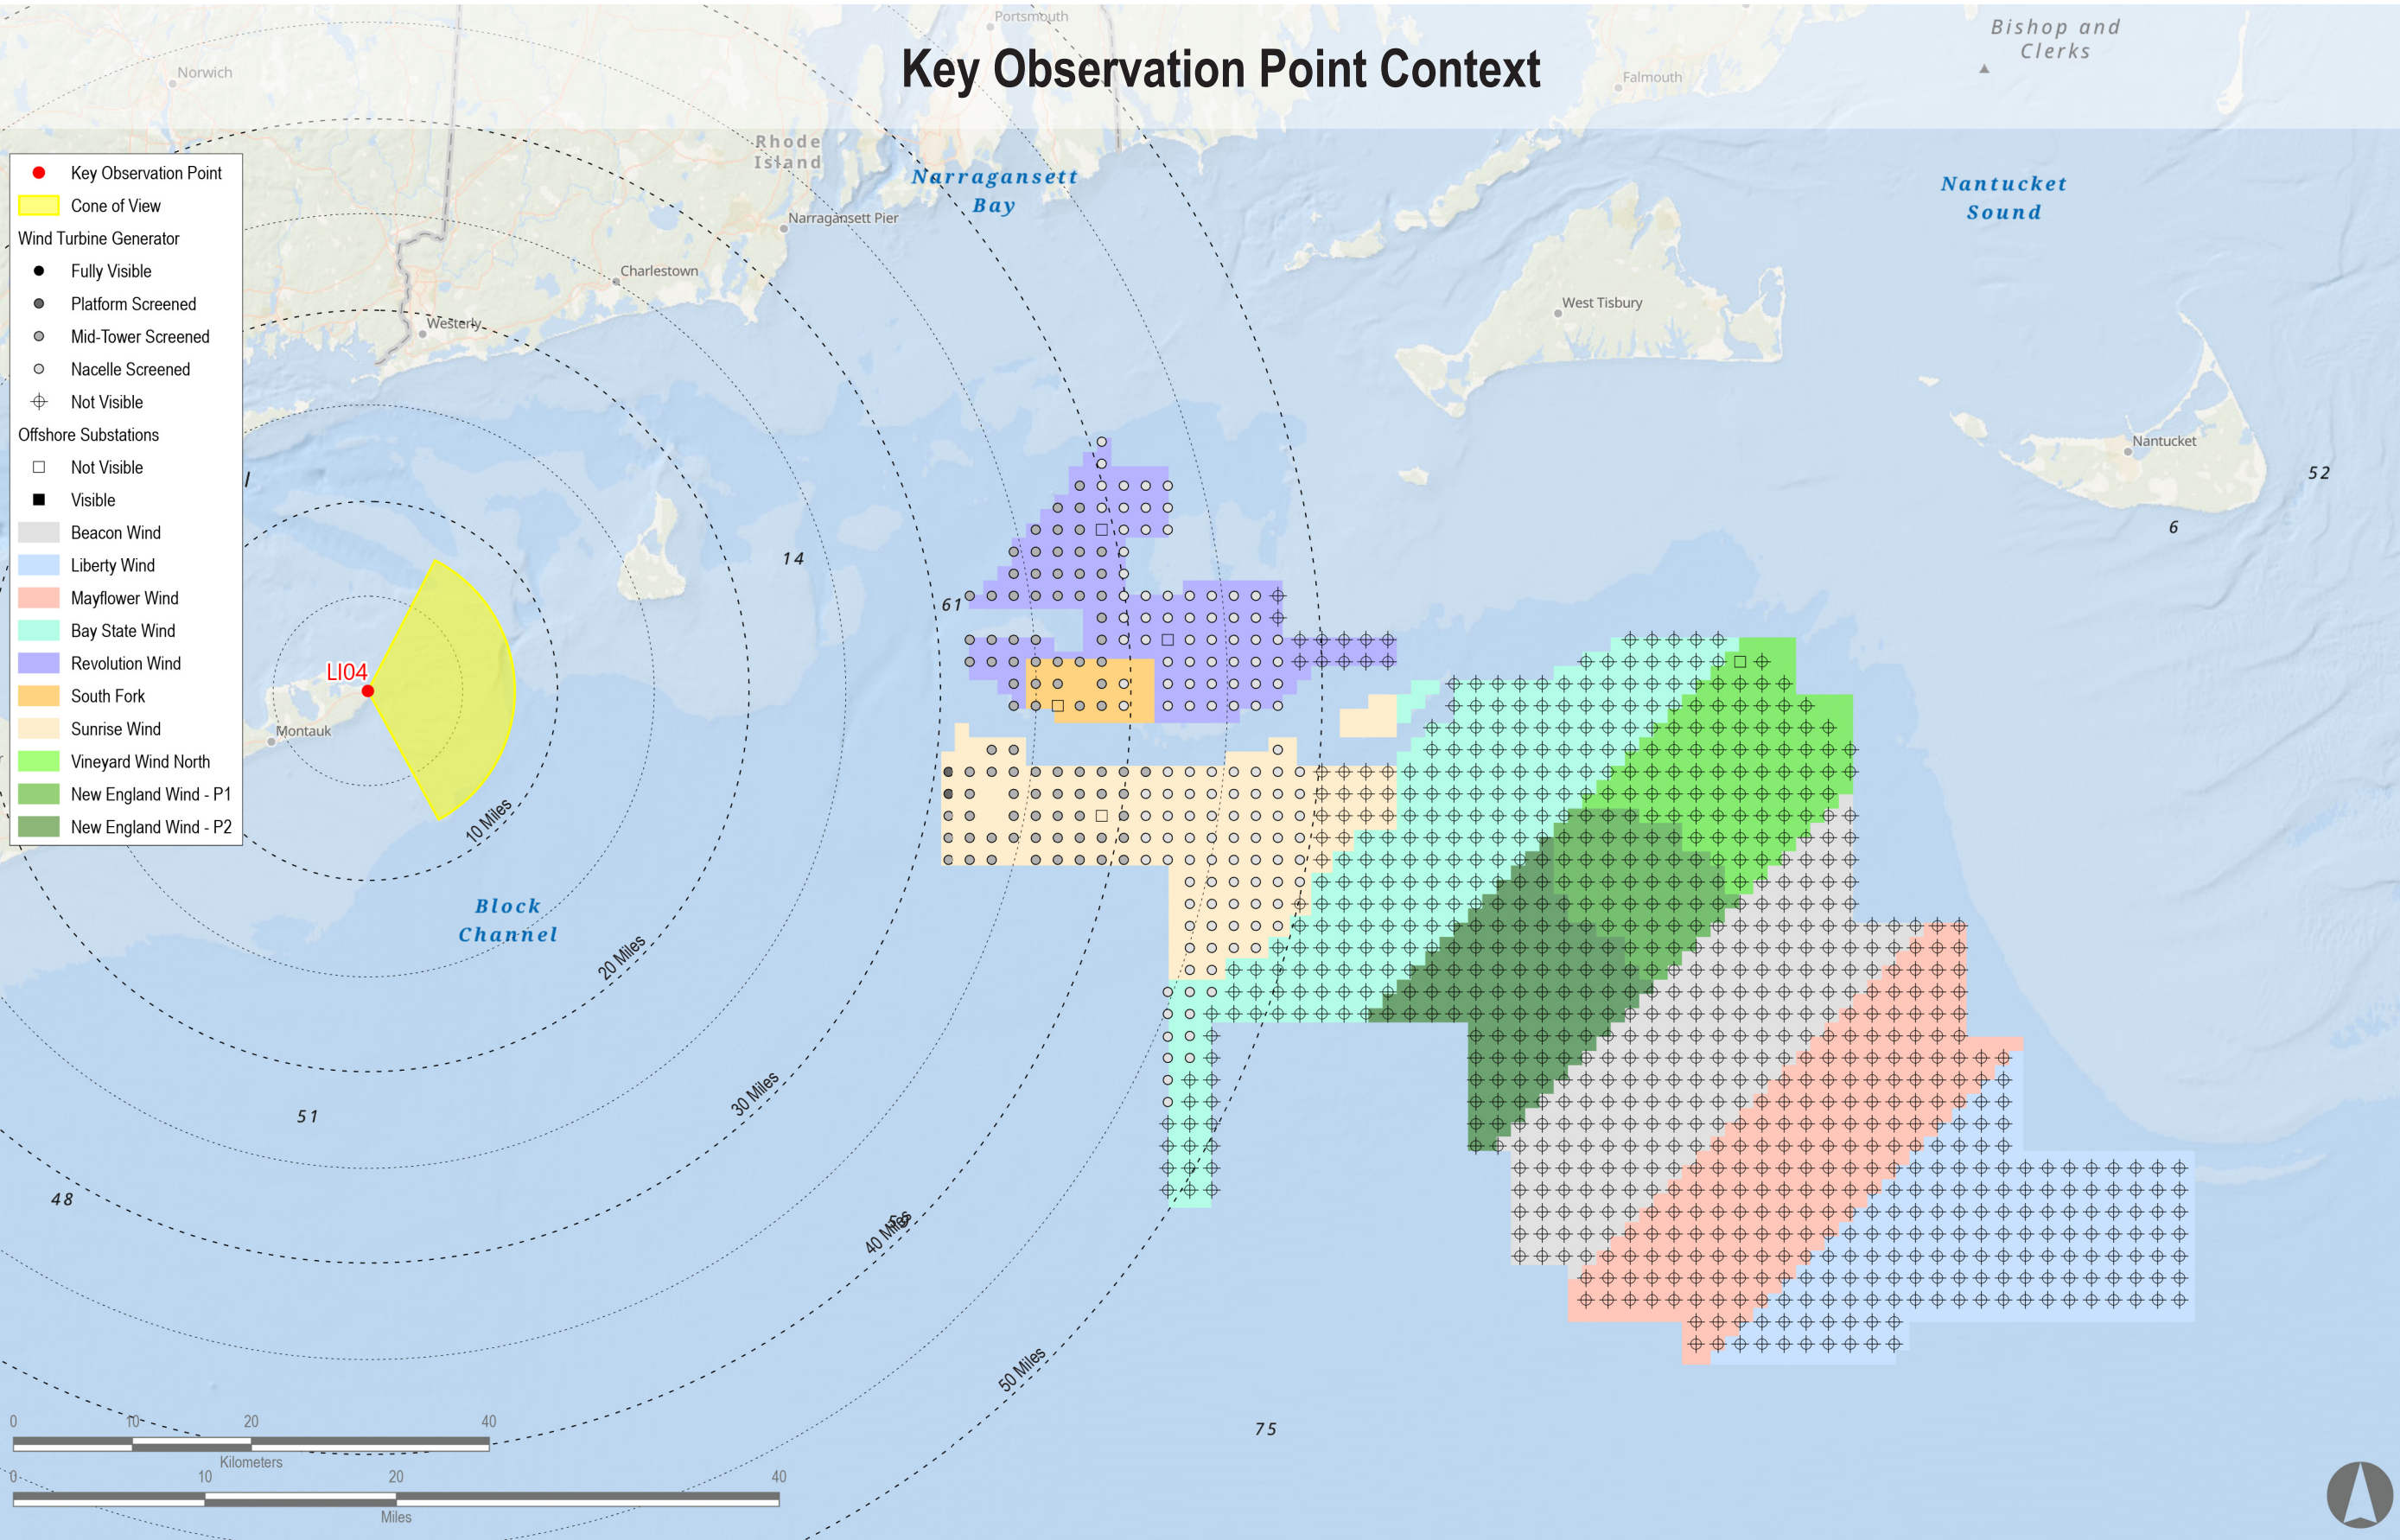 Key Observation Point Context
Bishop and
Clerks
Portsmouth
Norwich
Falmouth
Rhode
Island
Narragansett
Bay
Nantucket
Sound
Narragansett Pier
Charlestown
Westerly
West Tisbury
Nantucket
52
6
14
61
Key Observation Point
Cone of View
Wind Turbine Generator
Fully Visible
Platform Screened
Mid-Tower Screened
Nacelle Screened
Not Visible
Offshore Substations
Not Visible
Visible
Beacon Wind
Liberty Wind
Mayflower Wind
Bay State Wind
Revolution Wind
South Fork
Sunrise Wind
Vineyard Wind North
New England Wind - P1
New England Wind - P2
LI04
Montauk
10 Miles
Block
Channel
20 Miles
30 Miles
51
48
40 Miles
50 Miles
75
0 10 20 40
Kilometers
0 10 20 40
Miles